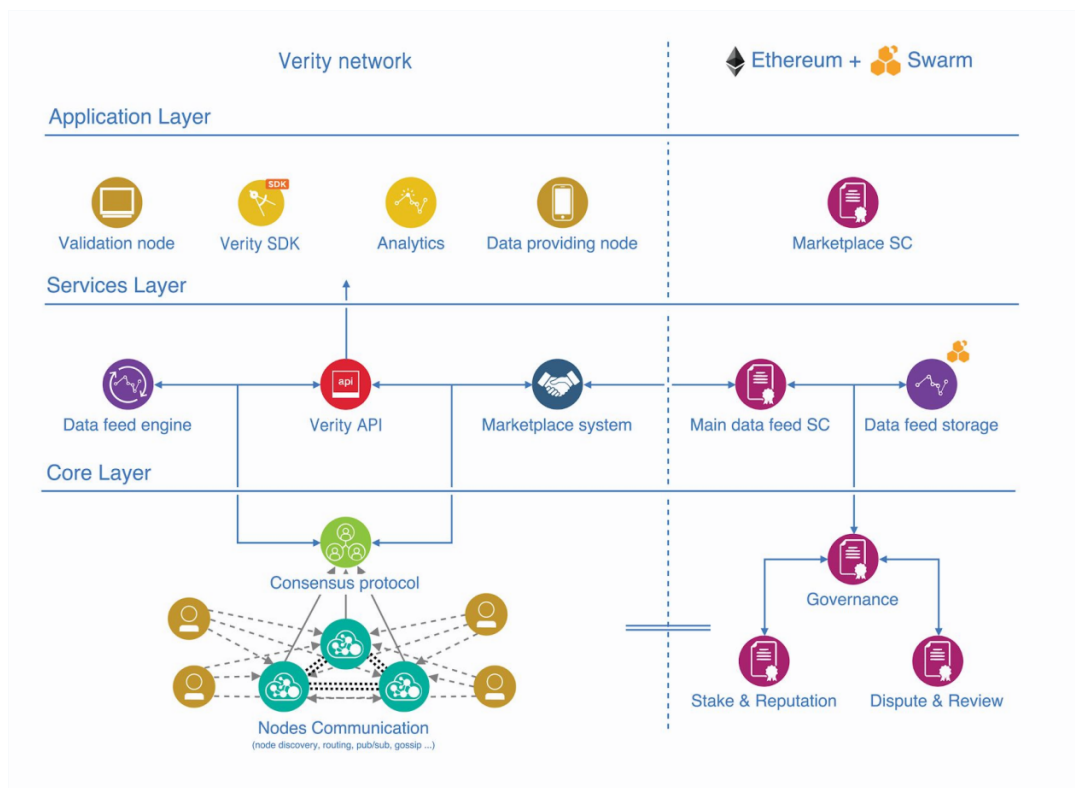 Verity network
Ethereum + Swarm
Application Layer
SDK
Validation node
Verity SDK
Analytics
Data providing node
Marketplace SC
Services Layer
api
Data feed engine
Verity API
Marketplace system
Main data feed SC
Data feed storage
Core Layer
Consensus protocol
Governance
Stake & Reputation
Dispute & Review
Nodes Communication
(node discovery, routing, pub/sub, gossip ...)